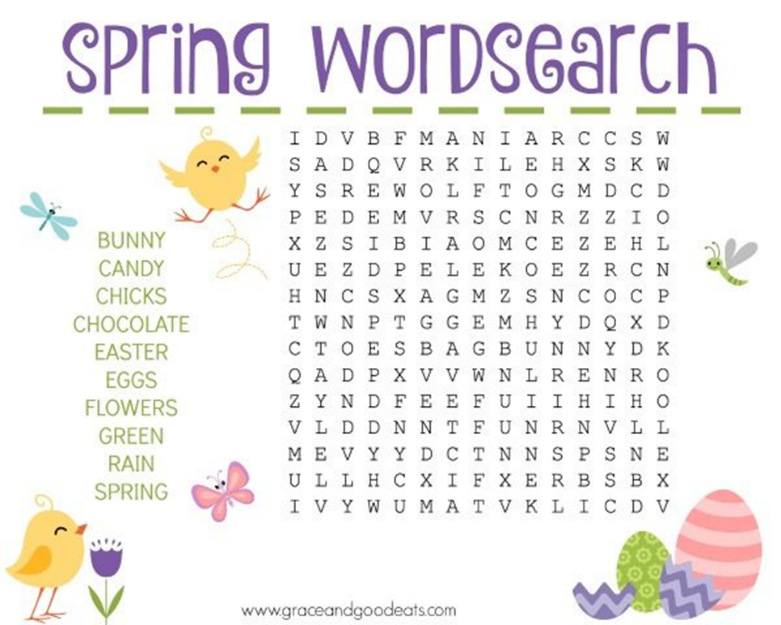 spring wordsearch
I D V B F M A N I A R C C S W
S A D Q V R K I L E H X S K W
Y S R E W O L F T O G M D C D
P E D E M V R S C N R Z Z I O
X Z S I B I A O M C E Z E H L
U E Z D P E L E K O E Z R C N
H N C S X A G M Z S N C O C P
T W N P T G G E M H Y D Q X D
C T O E S B A G B U N N Y D K
Q A D P X V V W N L R E N R O
Z Y N D F E E F U I I H I H O
V L D D N N T F U N R N V L L
M E V Y Y D C T N N S P S N E
U L L H C X I F X E R B S B X
I V Y W U M A T V K L I C D V
BUNNY
CANDY
CHICKS
CHOCOLATE
EASTER
EGGS
FLOWERS
GREEN
RAIN
SPRING
www.graceandgoodeats.com